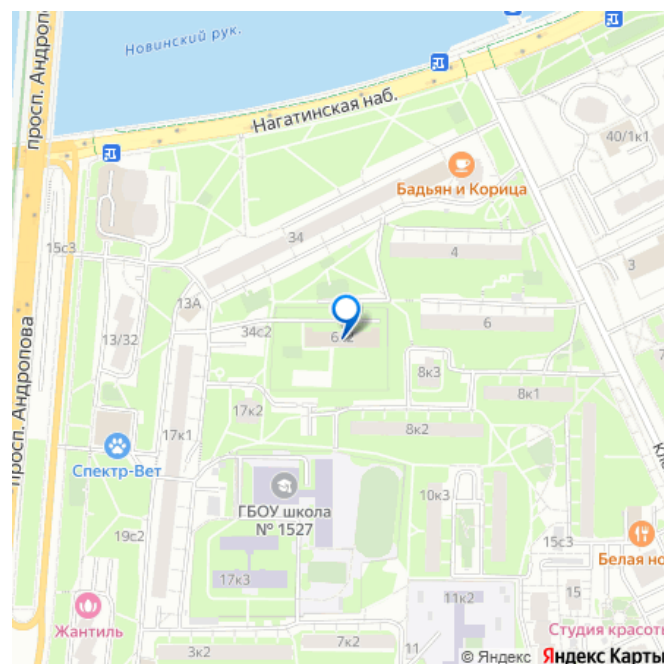 Новинский рук.
просп. Андропова
Нагатинская наб.
40/1к1
Бадьян и Корица
34
4
15с3
3
13А
6
13/32
34с2
8к3
8к1
17к2
8к2
17к1
просп. Андропова
Спектр-Вет
ГБОУ школа
№ 1527
10к3
19с2
15с3
Белая но
17к3
15
11к2
Жантиль
Студия красоты
7к2
11
3к2
© Яндекс Яндекс Карты